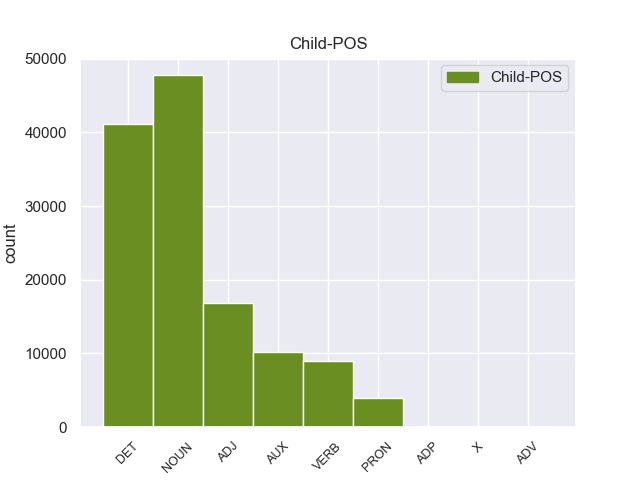 Child-POS
50000
Child-POS
40000
30000
20000
10000
0
count
DET NOUN ADJ AUX VERB PRON ADP X ADV